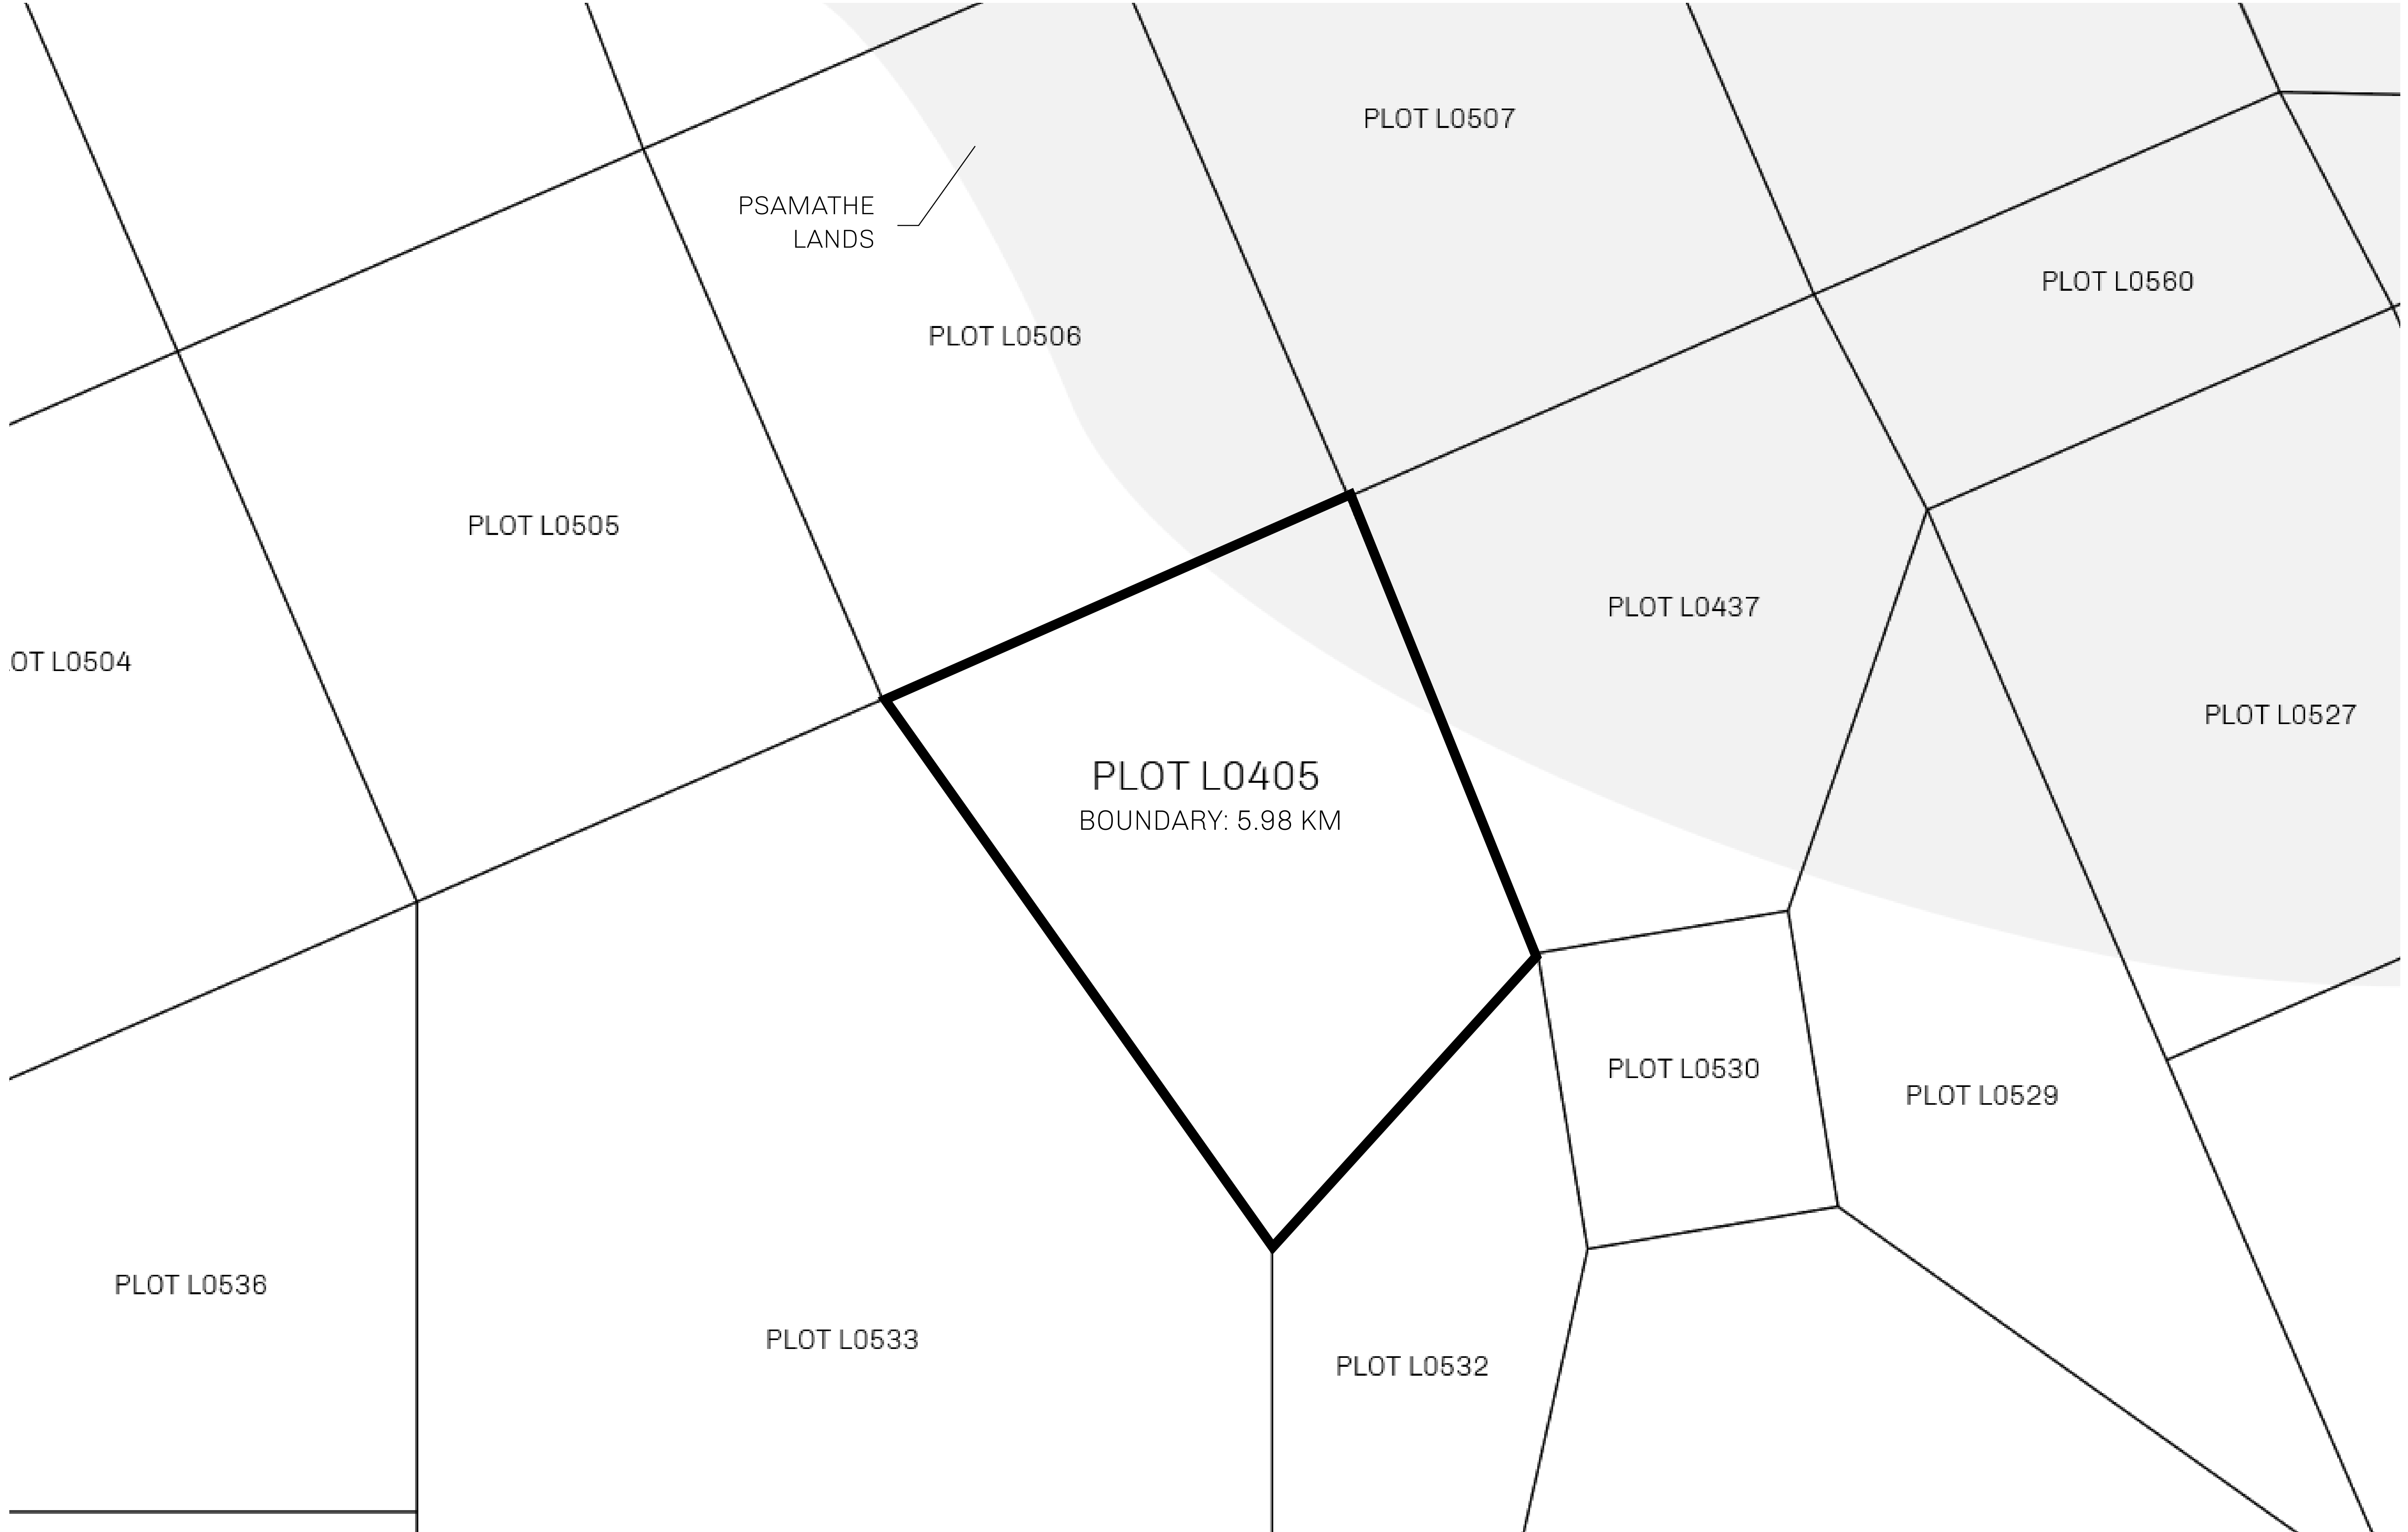 PLOT L0507
PSAMATHE
LANDS
PLOT L0560
PLOT L0506
PLOT L0505
PLOT L0437
OT L0504
PLOT L0527
PLOT L0405
BOUNDARY: 5.98 KM
PLOT L0530
PLOT L0529
PLOT L0536
PLOT L0533
PLOT L0532